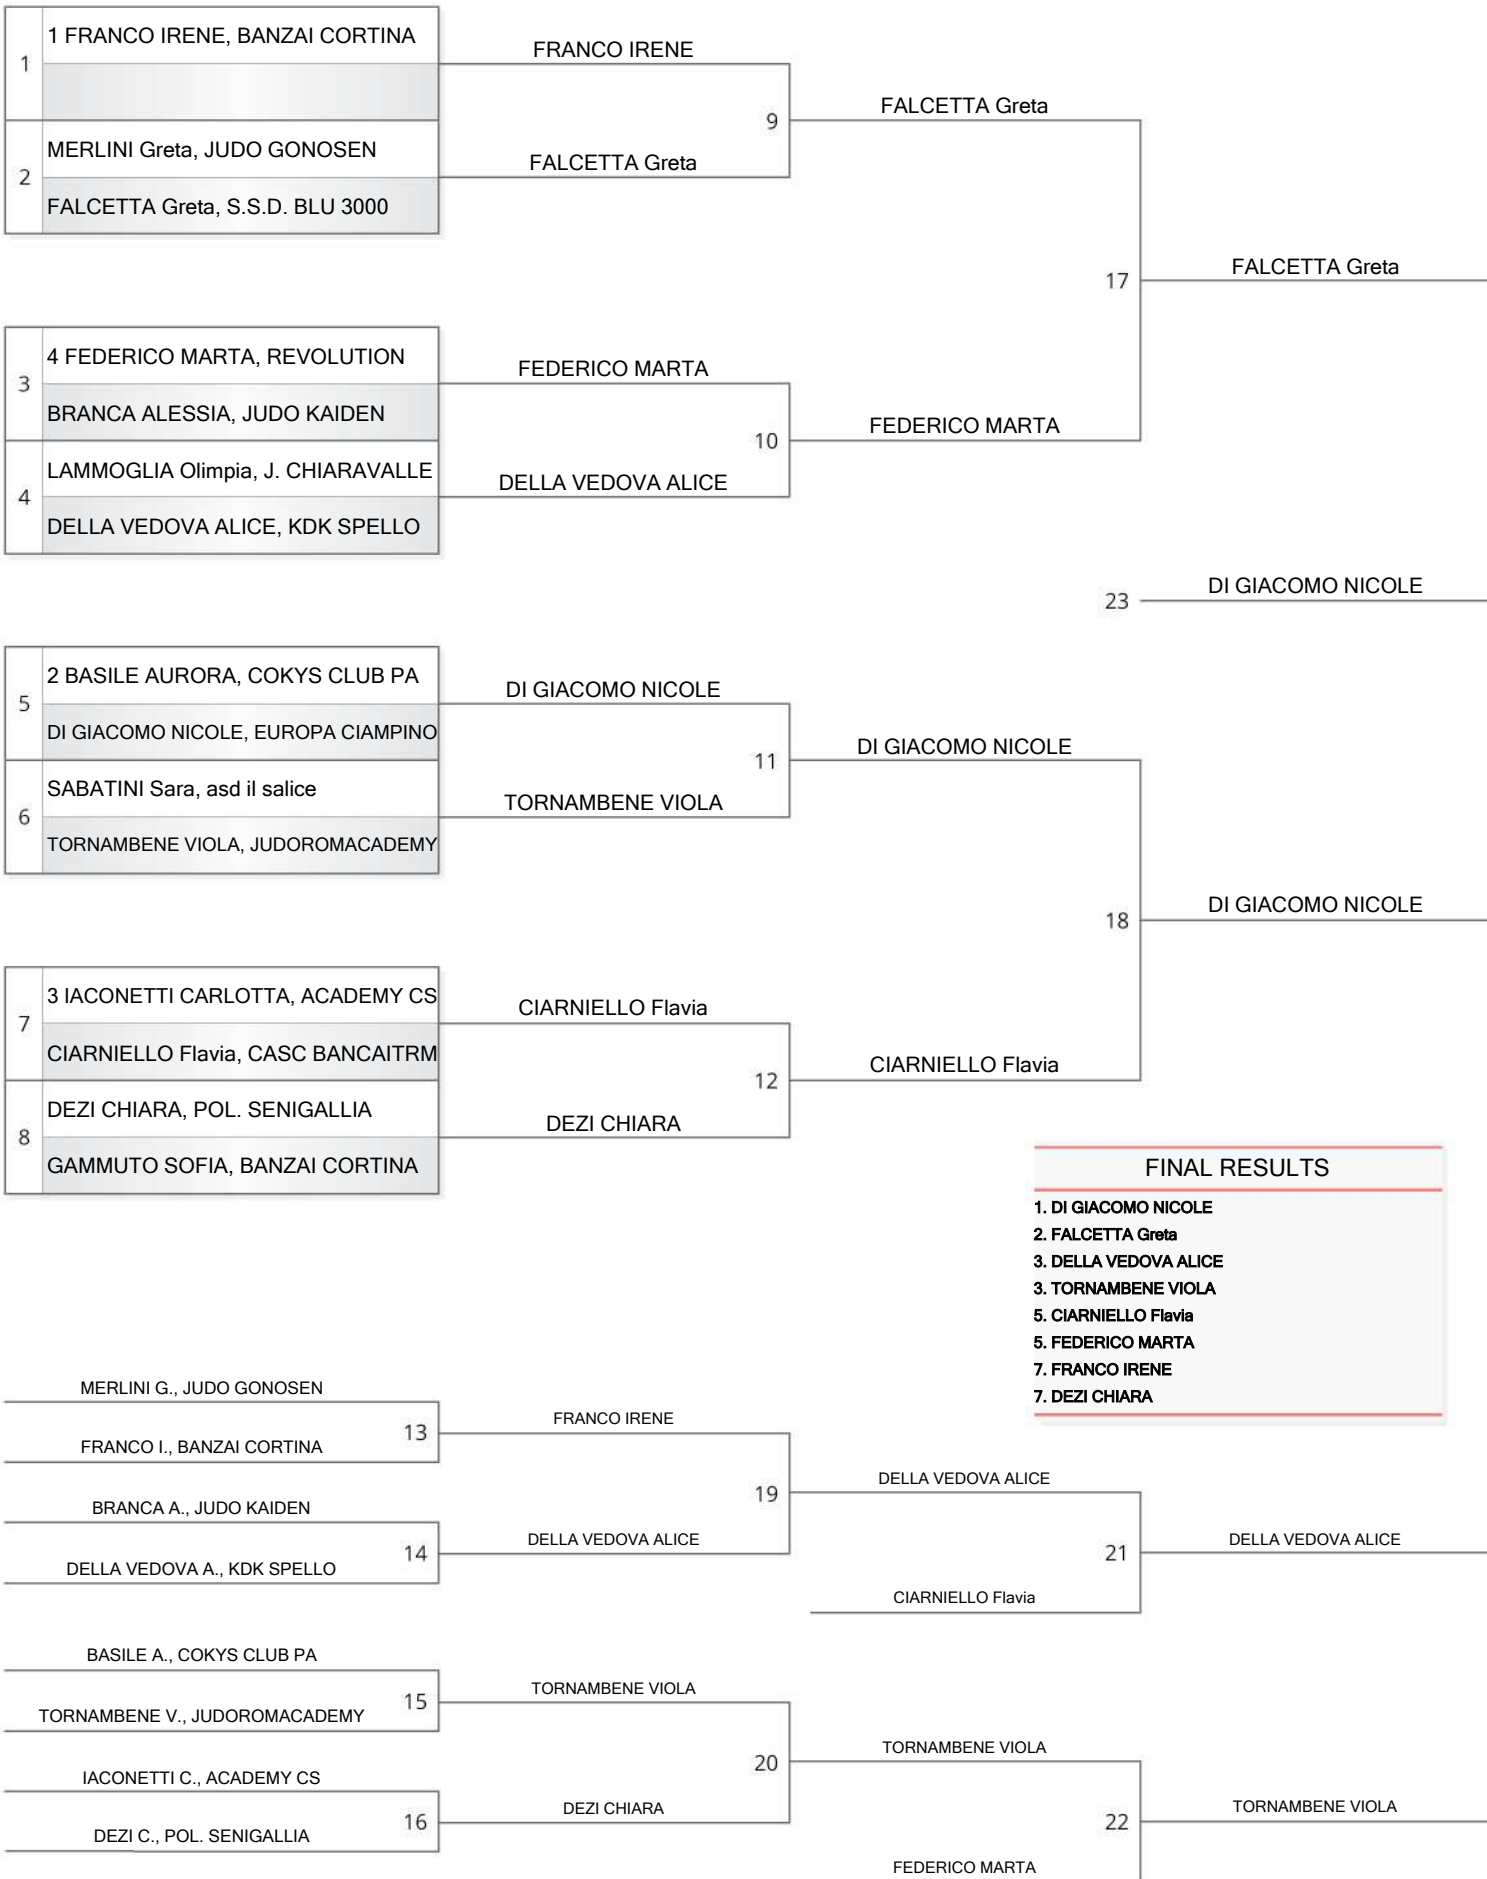 1 FRANCO IRENE, BANZAI CORTINA
1
MERLINI Greta, JUDO GONOSEN
2
FALCETTA Greta, S.S.D. BLU 3000
FRANCO IRENE
9
FALCETTA Greta
FALCETTA Greta
17
FALCETTA Greta
4 FEDERICO MARTA, REVOLUTION
3
BRANCA ALESSIA, JUDO KAIDEN
LAMMOGLIA Olimpia, J. CHIARAVALLE
4
DELLA VEDOVA ALICE, KDK SPELLO
FEDERICO MARTA
10
DELLA VEDOVA ALICE
FEDERICO MARTA
23
DI GIACOMO NICOLE
2 BASILE AURORA, COKYS CLUB PA
5
DI GIACOMO NICOLE, EUROPA CIAMPINO
SABATINI Sara, asd il salice
6
TORNAMBENE VIOLA, JUDOROMACADEMY
DI GIACOMO NICOLE
11
TORNAMBENE VIOLA
DI GIACOMO NICOLE
18
DI GIACOMO NICOLE
3 IACONETTI CARLOTTA, ACADEMY CS
7
CIARNIELLO Flavia, CASC BANCAITRM
DEZI CHIARA, POL. SENIGALLIA
8
GAMMUTO SOFIA, BANZAI CORTINA
CIARNIELLO Flavia
12
DEZI CHIARA
CIARNIELLO Flavia
FINAL RESULTS
1. DI GIACOMO NICOLE
2. FALCETTA Greta
3. DELLA VEDOVA ALICE
3. TORNAMBENE VIOLA
5. CIARNIELLO Flavia
5. FEDERICO MARTA
7. FRANCO IRENE
7. DEZI CHIARA
MERLINI G., JUDO GONOSEN
13
FRANCO I., BANZAI CORTINA
BRANCA A., JUDO KAIDEN
14
DELLA VEDOVA A., KDK SPELLO
FRANCO IRENE
19
DELLA VEDOVA ALICE
DELLA VEDOVA ALICE
21
CIARNIELLO Flavia
DELLA VEDOVA ALICE
BASILE A., COKYS CLUB PA
15
TORNAMBENE V., JUDOROMACADEMY
IACONETTI C., ACADEMY CS
16
DEZI C., POL. SENIGALLIA
TORNAMBENE VIOLA
20
DEZI CHIARA
TORNAMBENE VIOLA
22
FEDERICO MARTA
TORNAMBENE VIOLA